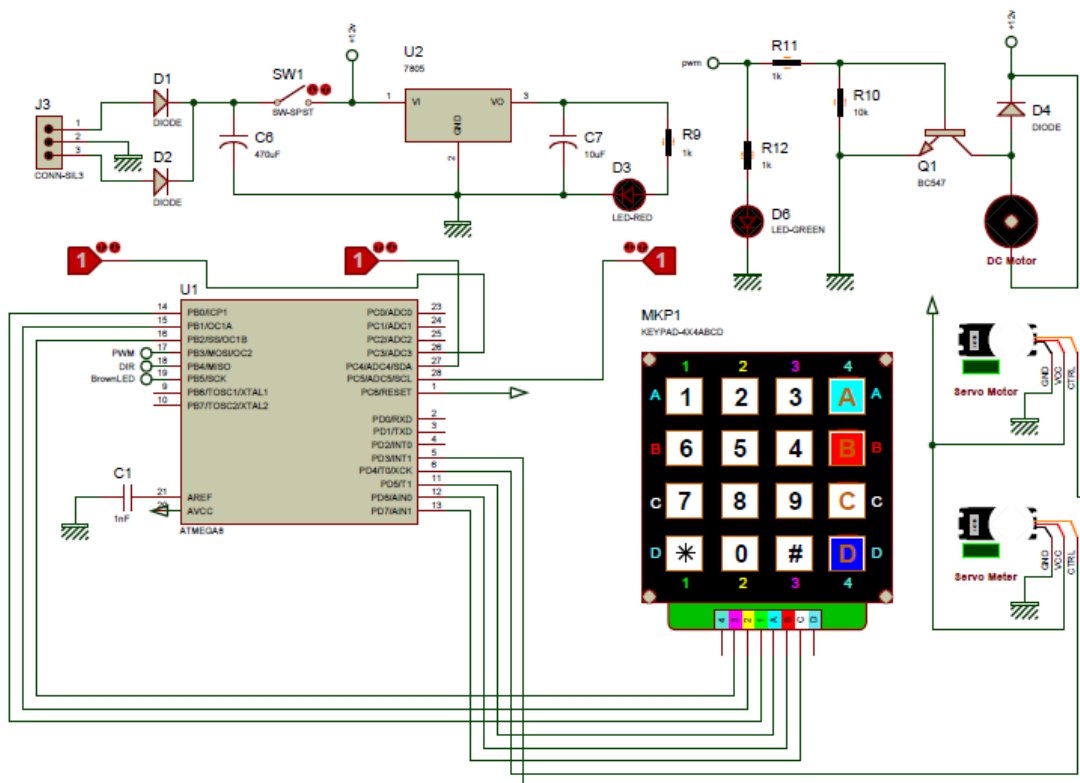 J3
1
2
3
CONN-SIL3
D1
DIODE
D2
DIODE
SW1
SW-SPST
C6
470uF
+12v
U2
7805
1
VI
VO
3
GND
2
C7
10uF
R9
1k
D3
LED-RED
pwm
R11
1k
R10
10k
R12
1k
D6
LED-GREEN
Q1
BC547
+12v
D4
DIODE
DC Motor
1
1
1
U1
14
PB0/ICP1
15
PB1/OC1A
16
PB2/SS/OC1B
PWM
17
PB3/MOSI/OC2
DIR
18
PB4/MISO
BrownLED
19
PB5/SCK
9
PB6/TOSC1/XTAL1
10
PB7/TOSC2/XTAL2
21
AREF
20
AVCC
PC0/ADC0
23
PC1/ADC1
24
PC2/ADC2
25
PC3/ADC3
26
PC4/ADC4/SDA
27
PC5/ADC5/SCL
28
PC6/RESET
1
PD0/RXD
2
PD1/TXD
3
PD2/INT0
4
PD3/INT1
5
PD4/T0/XCK
6
PD5/T1
11
PD6/AIN0
12
PD7/AIN1
13
ATMEGA8
C1
1nF
MKP1
KEYPAD-4X4ABCD
1 2 3 4
A 1 2 3 A A
B 6 5 4 B B
C 7 8 9 C C
D * 0 # D D
1 2 3 4
4 3 2 1 A B C D
Servo Motor
GND
VCC
CTRL
Servo Meter
GND
VCC
CTRL